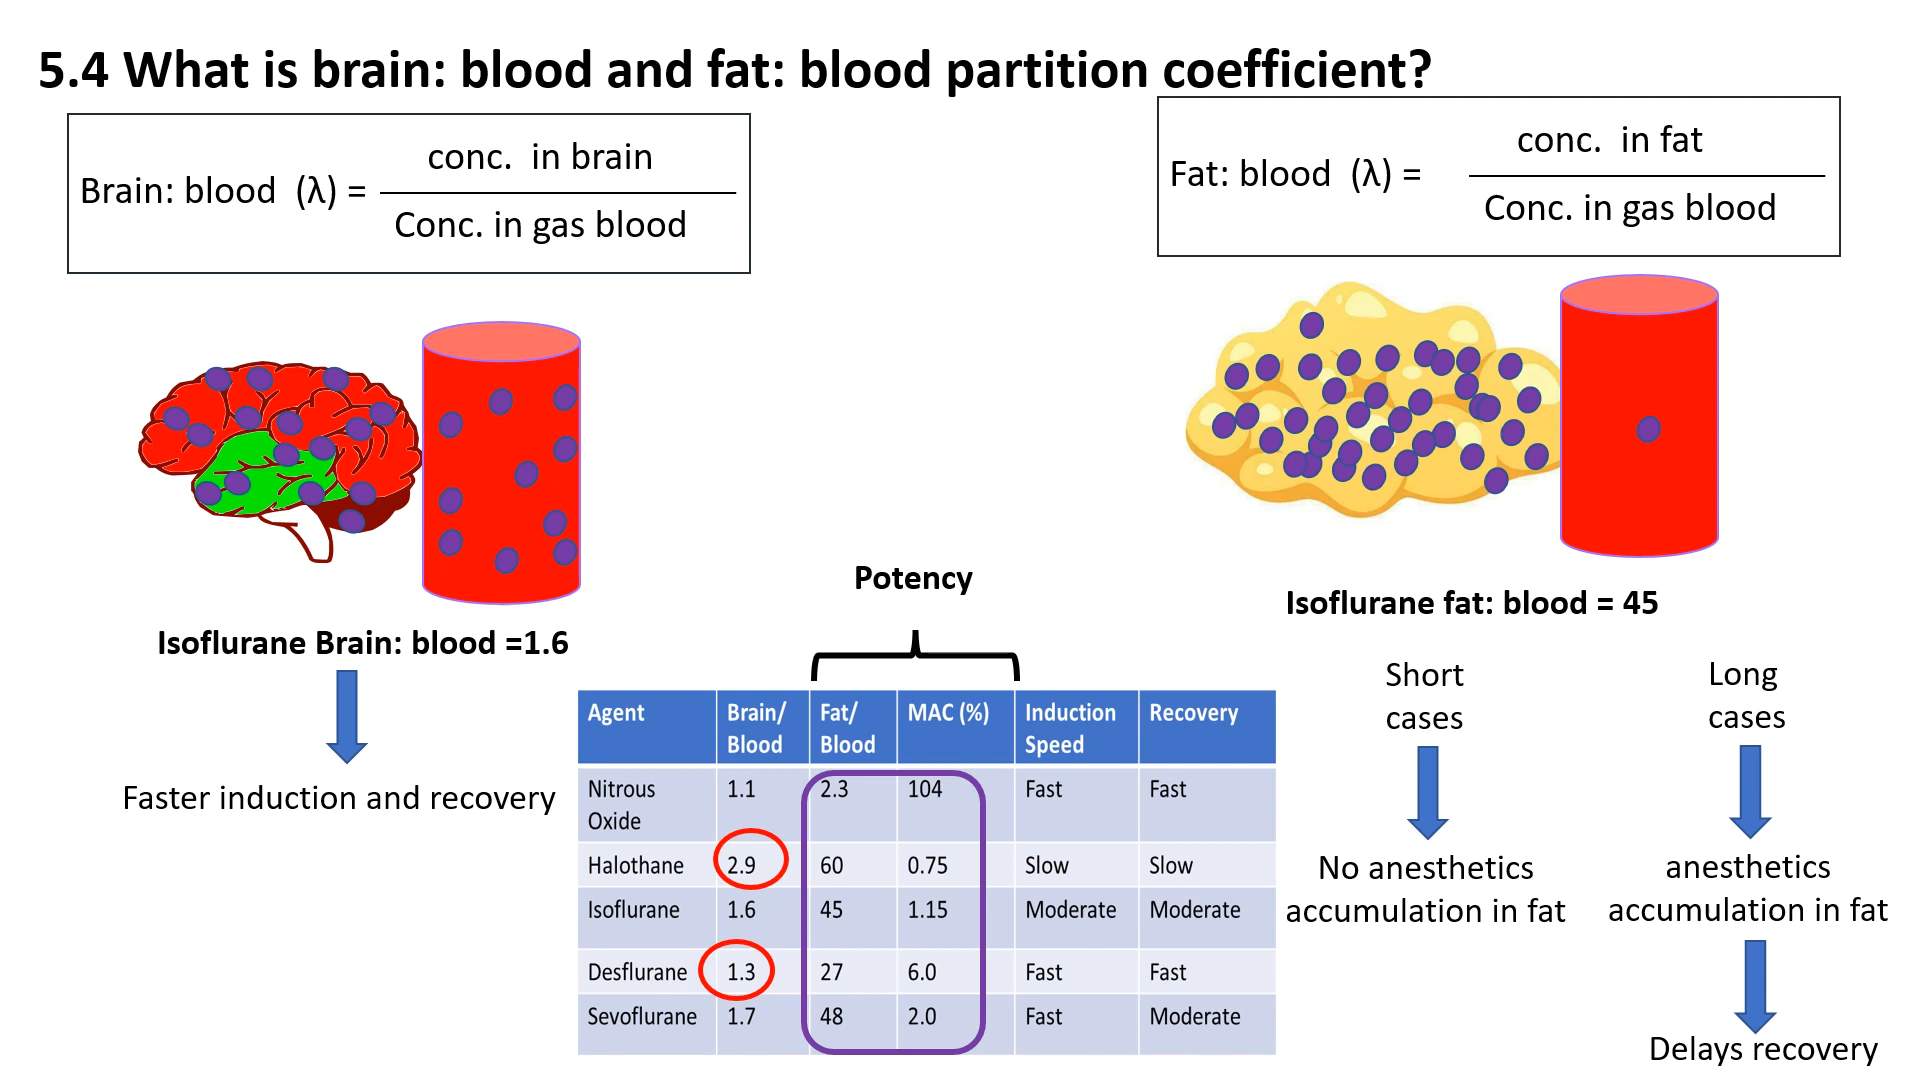 5.4 What is brain: blood and fat: blood partition coefficient?
conc. in brain
Brain: blood (λ) =
Conc. in gas blood
conc. in fat
Fat: blood (λ) =
Conc. in gas blood
Isoflurane Brain: blood =1.6
Faster induction and recovery
Potency
Agent Brain/ Blood Fat/ Blood MAC (%) Induction Speed Recovery
Nitrous Oxide 1.1 2.3 104 Fast Fast
Halothane 2.9 60 0.75 Slow Slow
Isoflurane 1.6 45 1.15 Moderate Moderate
Desflurane 1.3 27 6.0 Fast Fast
Sevoflurane 1.7 48 2.0 Fast Moderate
Isoflurane fat: blood = 45
Short
cases
No anesthetics
accumulation in fat
Long
cases
anesthetics
accumulation in fat
Delays recovery